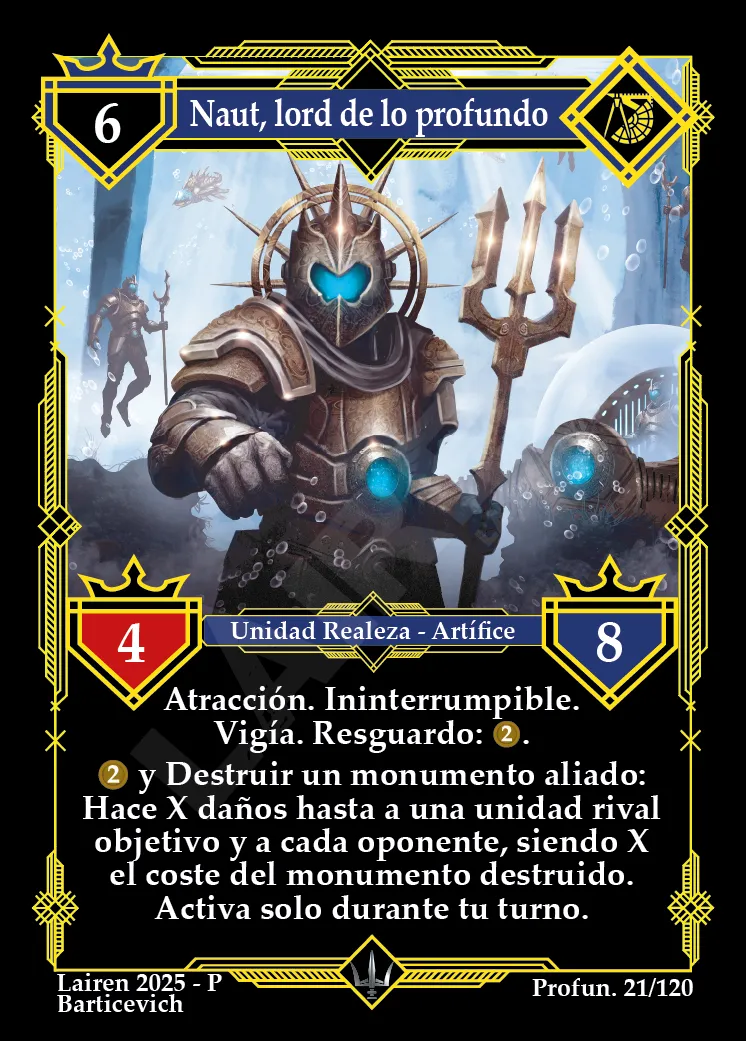 6
Naut, lord de lo profundo
4
Unidad Realeza - Artífice
8
Atracción. Ininterrumpible.
Vigía. Resguardo: 2.
2 y Destruir un monumento aliado:
Hace X daños hasta a una unidad rival
objetivo y a cada oponente, siendo X
el coste del monumento destruido.
Activa solo durante tu turno.
Lairen 2025 - P
Barticevich
Profun. 21/120